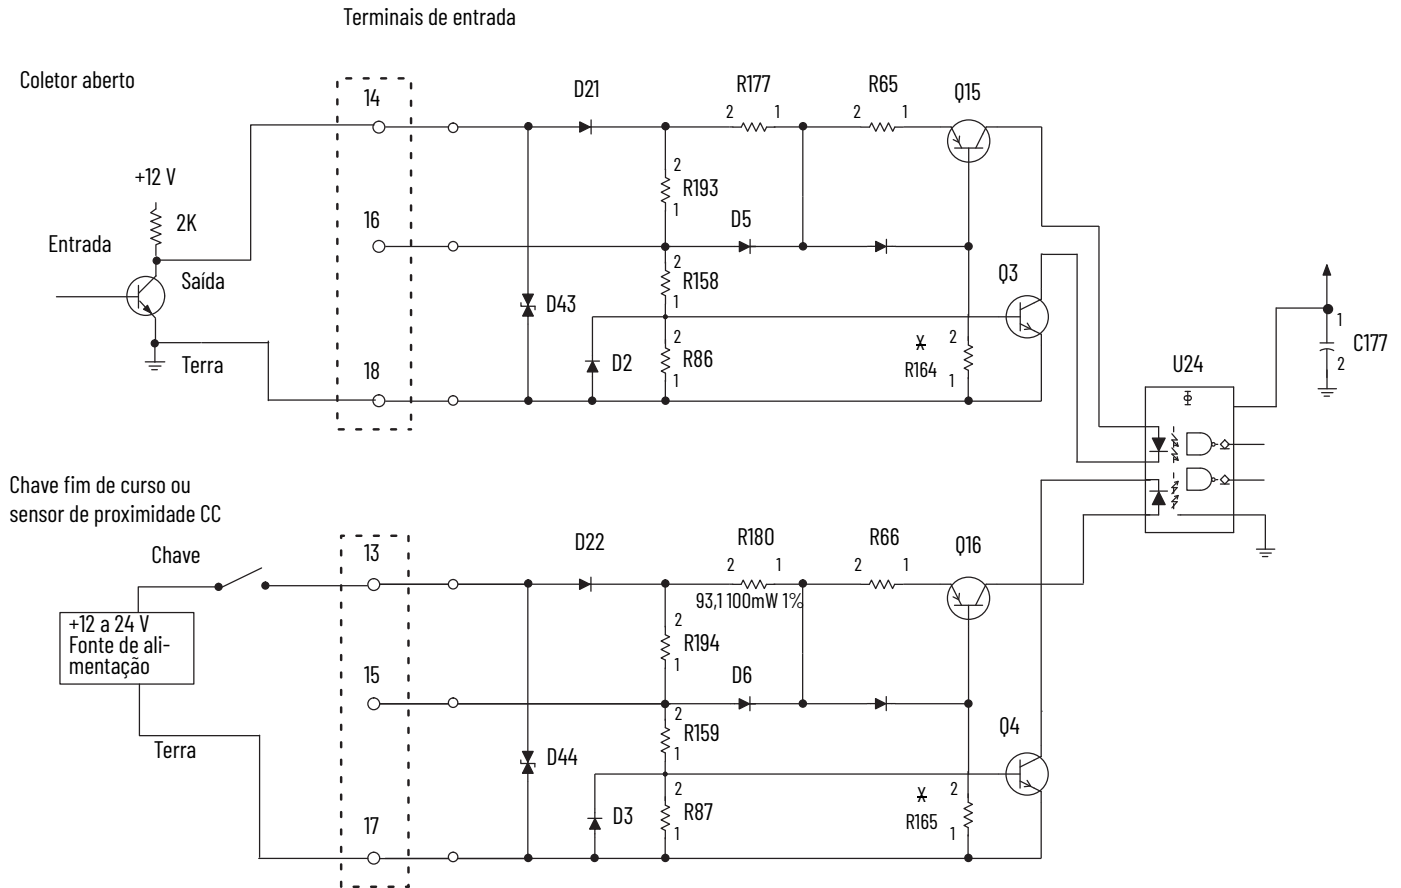 Terminais de entrada
Coletor aberto
14
D21
R177
2 1
R65
2 1
Q15
+12 V
2K
2
R193
1
16
D5
Entrada
Saída
2
R158
1
Q3
D43
1
C177
2
Terra
18
D2
2
R86
1
X
R164
2
1
U24
Chave fim de curso ou
sensor de proximidade CC
Chave
13
D22
R180
2 1
93,1 100mW 1%
R66
2 1
Q16
+12 a 24 V
Fonte de ali-
mentação
2
R194
1
15
D6
2
R159
1
Q4
Terra
D44
17
D3
2
R87
1
X
R165
2
1